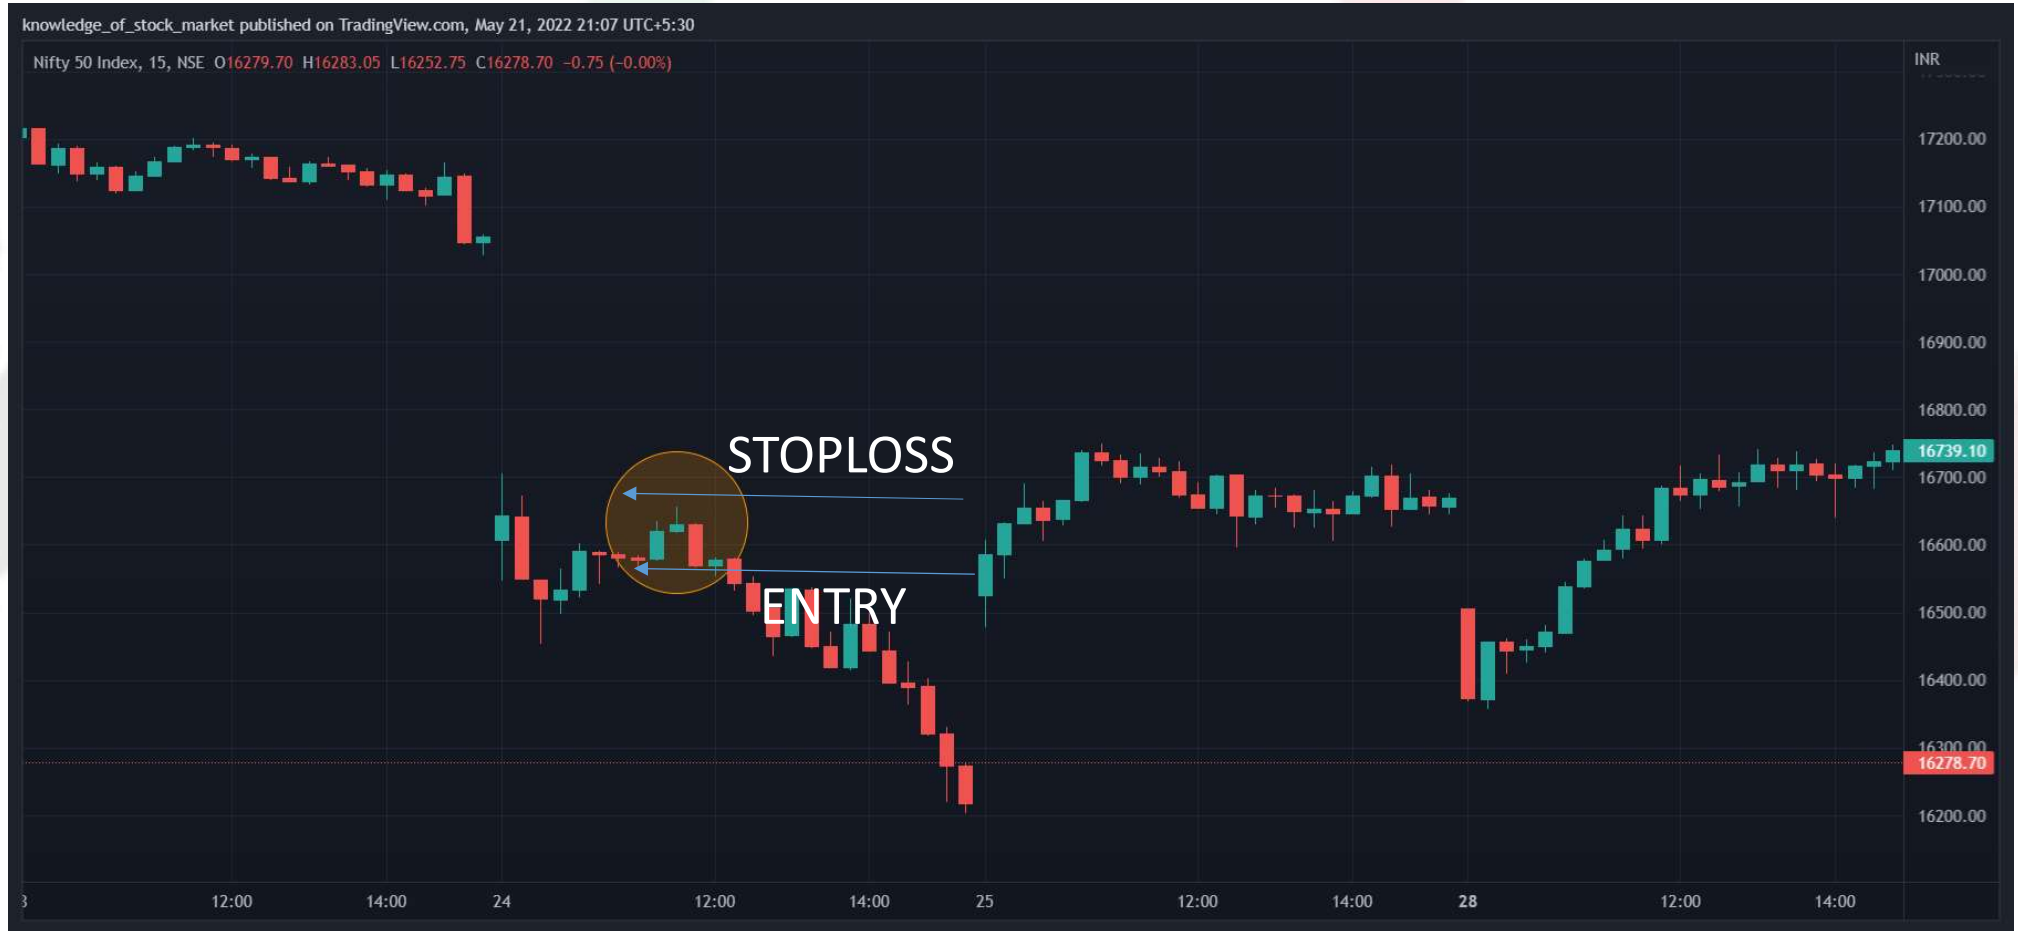 knowledge_of_stock_market published on TradingView.com, May 21, 2022 21:07 UTC+5:30
Nifty 50 Index, 15, NSE O16279.70 H16283.05 L16252.75 C16278.70 −0.75 (−0.00%)
INR
17200.00
17100.00
17000.00
16900.00
16800.00
STOPLOSS
16739.10
16700.00
16600.00
ENTRY
16500.00
16400.00
16300.00
16278.70
16200.00
12:00 14:00 24 12:00 14:00 25 12:00 14:00 28 12:00 14:00